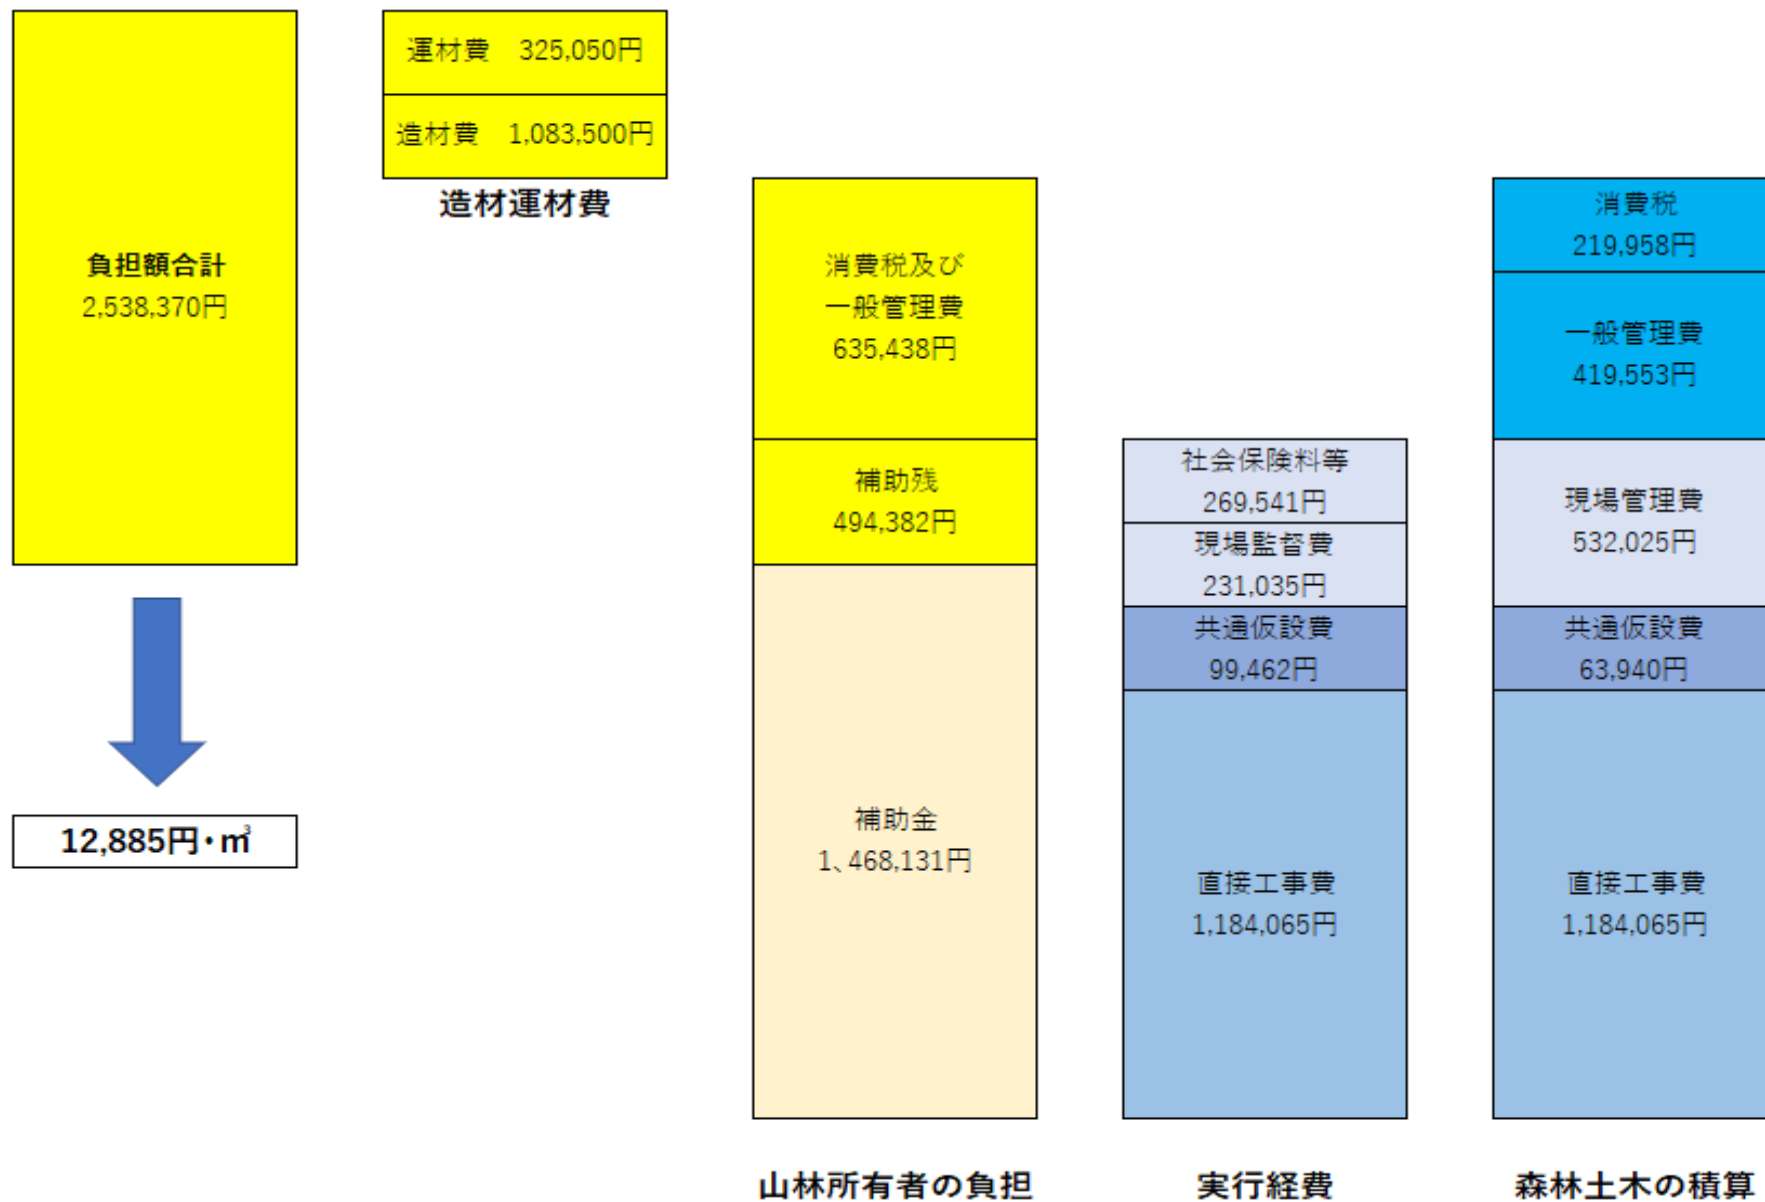 負担額合計
2,538,370円
12,885円・㎥
運材費　325,050円
造材費　1,083,500円
造材運材費
消費税及び
一般管理費
635,438円
補助残
494,382円
補助金
1、468,131円
山林所有者の負担
社会保険料等
269,541円
現場監督費
231,035円
共通仮設費
99,462円
直接工事費
1,184,065円
実行経費
消費税
219,958円
一般管理費
419,553円
現場管理費
532,025円
共通仮設費
63,940円
直接工事費
1,184,065円
森林土木の積算